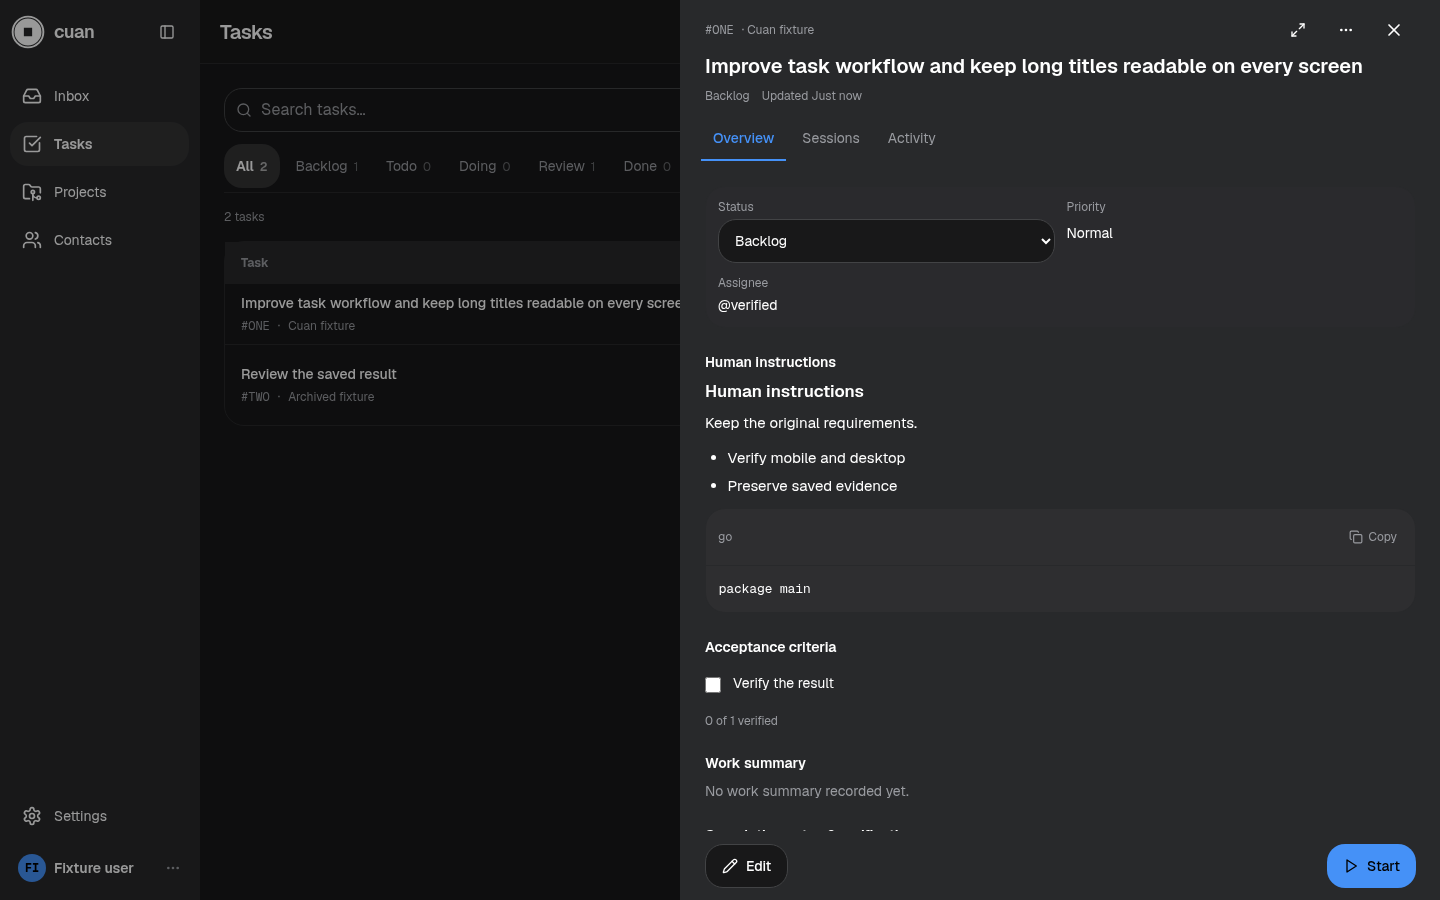 cuan
Inbox
Tasks
Projects
Contacts
Settings
FI Fixture user
Tasks
Search tasks...
All 2 Backlog 1 Todo 0 Doing 0 Review 1 Done 0
2 tasks
Task
Improve task workflow and keep long titles readable on every scree
#ONE · Cuan fixture
Review the saved result
#TWO · Archived fixture
#ONE · Cuan fixture
Improve task workflow and keep long titles readable on every screen
Backlog Updated Just now
Overview Sessions Activity
Status Priority
Backlog Normal
Assignee
@verified
Human instructions
Human instructions
Keep the original requirements.
• Verify mobile and desktop
• Preserve saved evidence
go Copy
package main
Acceptance criteria
Verify the result
0 of 1 verified
Work summary
No work summary recorded yet.
Edit Start